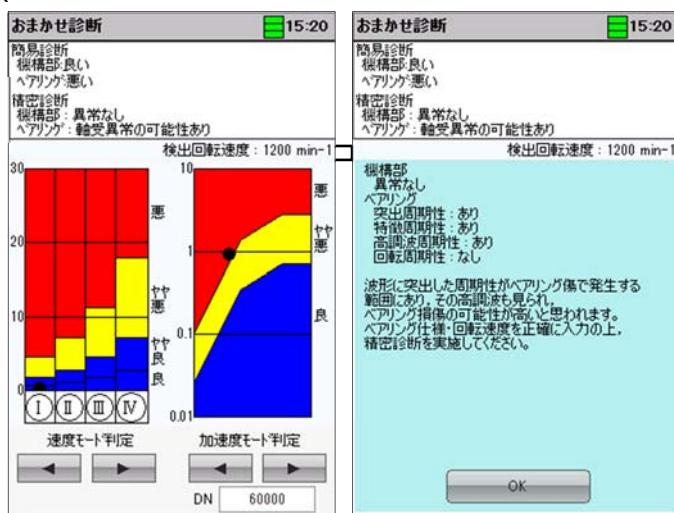 おまかせ診断
15:20
簡易診断
機構部:良い
ベアリング:悪い
精密診断
機構部:異常なし
ベアリング:軸受異常の可能性あり
検出回転速度:1200 min-1
30
20
10
0
悪
ヤヤ
悪
ヤヤ
良
良
Ⅰ
Ⅱ
Ⅲ
Ⅳ
速度モード判定
10
1
0.1
0.01
悪
ヤヤ
悪
良
加速度モード判定
DN 60000
おまかせ診断
15:20
簡易診断
機構部:良い
ベアリング:悪い
精密診断
機構部:異常なし
ベアリング:軸受異常の可能性あり
検出回転速度:1200 min-1
機構部
異常なし
ベアリング
突出周期性:あり
特徴周期性:あり
高調波周期性:あり
回転周期性:なし
波形に突出した周期性がベアリング傷で発生する
範囲にあり、その高調波も見られ、
ベアリング損傷の可能性が高いと思われます。
ベアリング仕様・回転速度を正確に入力の上、
精密診断を実施してください。
OK